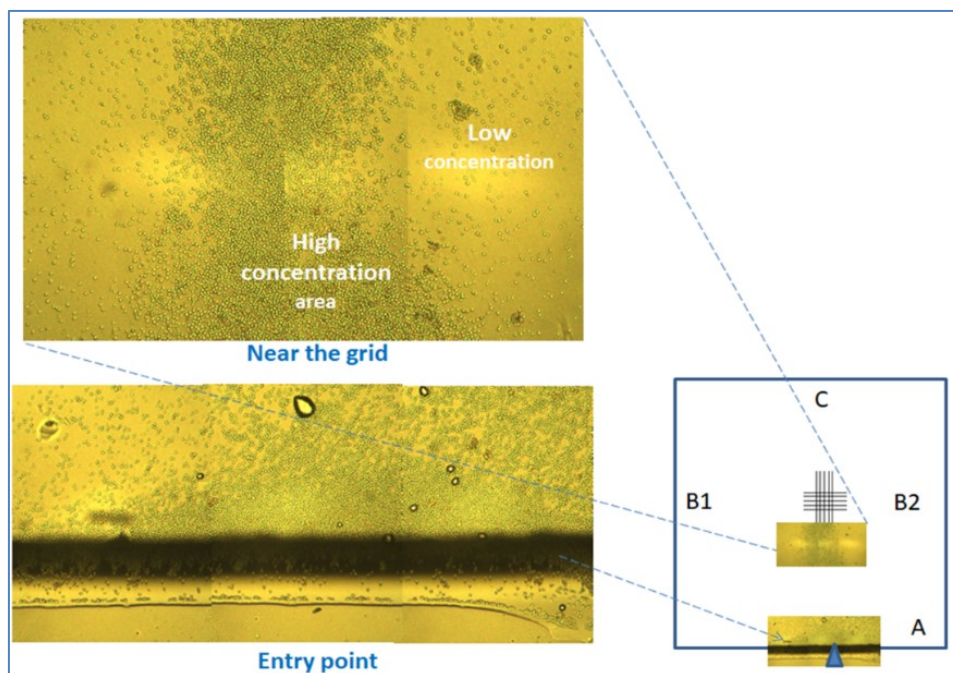 Low
concentration
High
concentration
area
Near the grid
C
B1
B2
A
Entry point